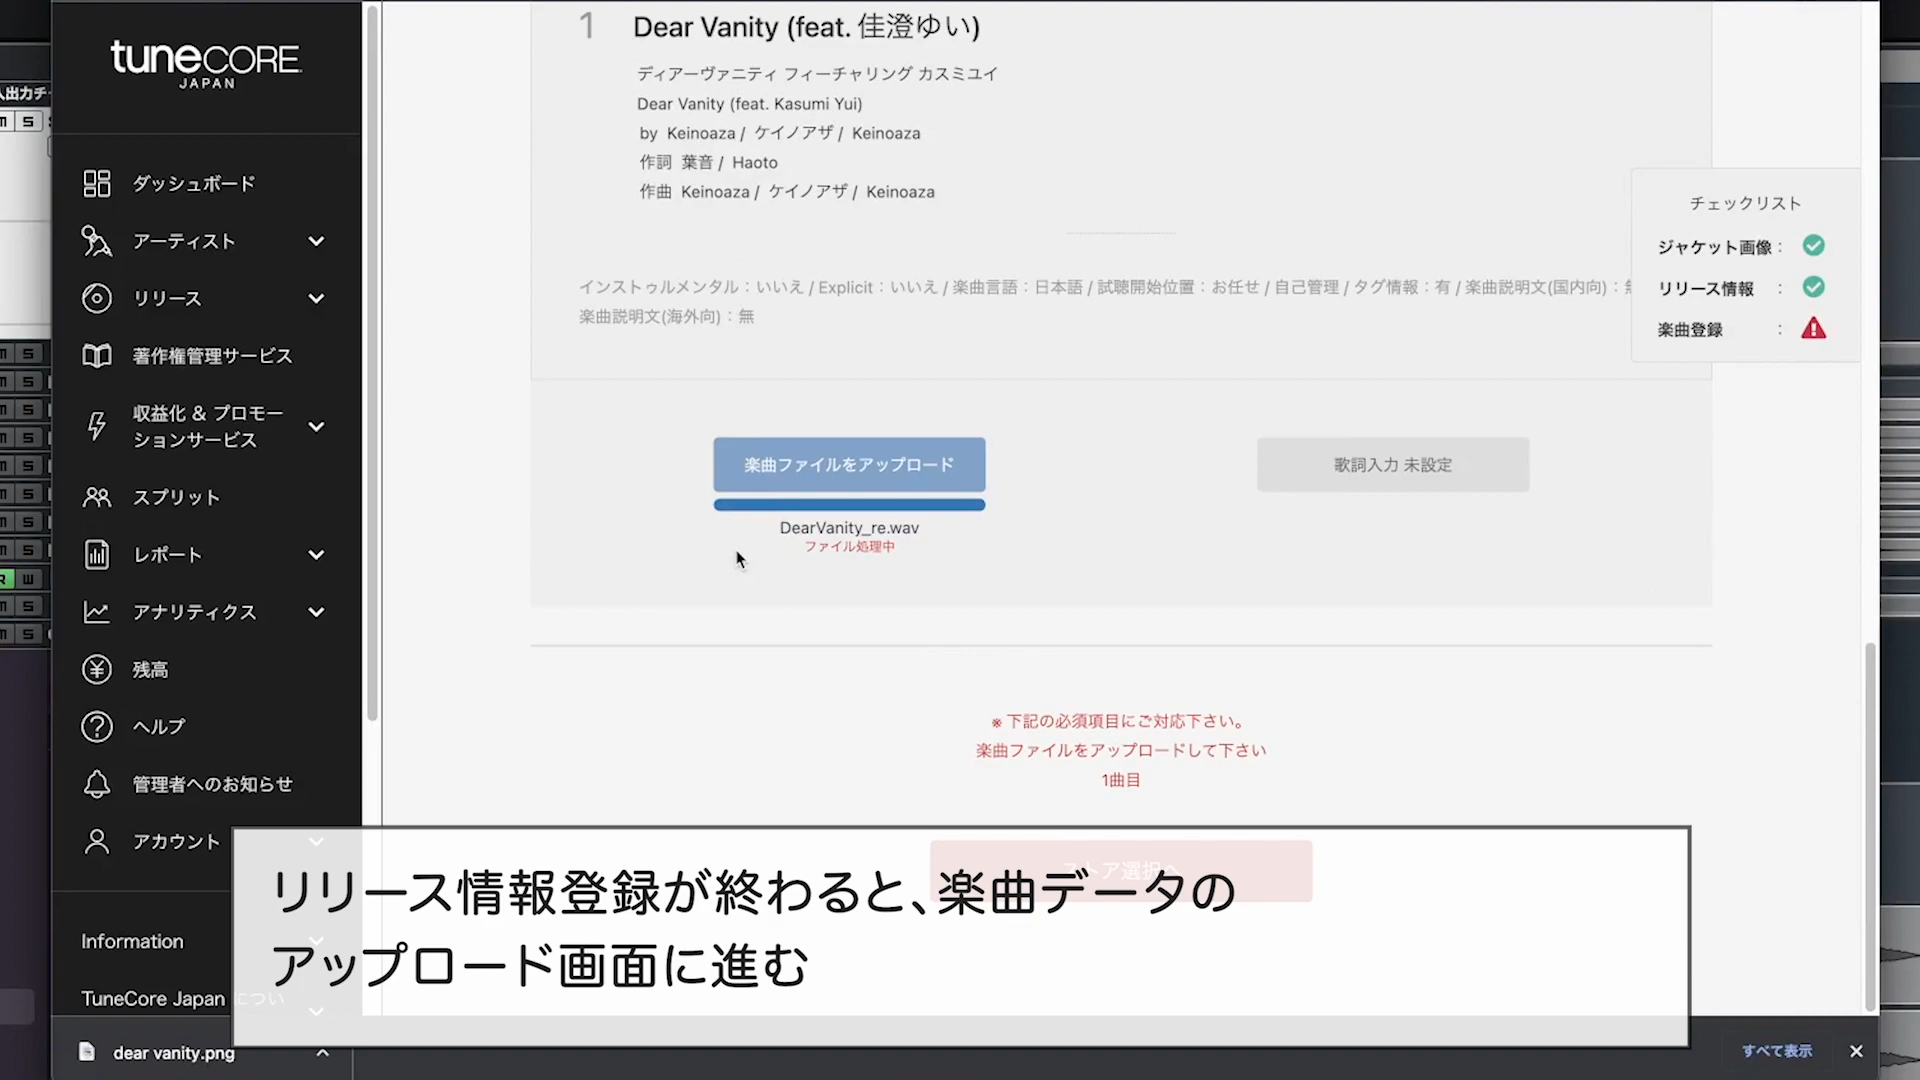 tunecore
JAPAN
入出力チ
ダッシュボード
アーティスト
リリース
著作権管理サービス
収益化 & プロモー
ションサービス
スプリット
レポート
アナリティクス
残高
ヘルプ
管理者へのお知らせ
アカウント
Information
TuneCore Japan につい
1 Dear Vanity (feat. 佳澄ゆい)
ディアーヴァニティ フィーチャリング カスミユイ
Dear Vanity (feat. Kasumi Yui)
by Keinoaza / ケイノアザ / Keinoaza
作詞 葉音 / Haoto
作曲 Keinoaza / ケイノアザ / Keinoaza
インストゥルメンタル：いいえ / Explicit：いいえ / 楽曲言語：日本語 / 試聴開始位置：お任せ / 自己管理 / タグ情報：有 / 楽曲説明文(国内向)：
楽曲説明文(海外向)：無
チェックリスト
ジャケット画像 :
リリース情報 :
楽曲登録 :
楽曲ファイルをアップロード
歌詞入力 未設定
DearVanity_re.wav
ファイル処理中
※ 下記の必須項目にご対応下さい。
楽曲ファイルをアップロードして下さい
1曲目
ストア選択へ
リリース情報登録が終わると、楽曲データの
アップロード画面に進む
dear vanity.png
すべて表示